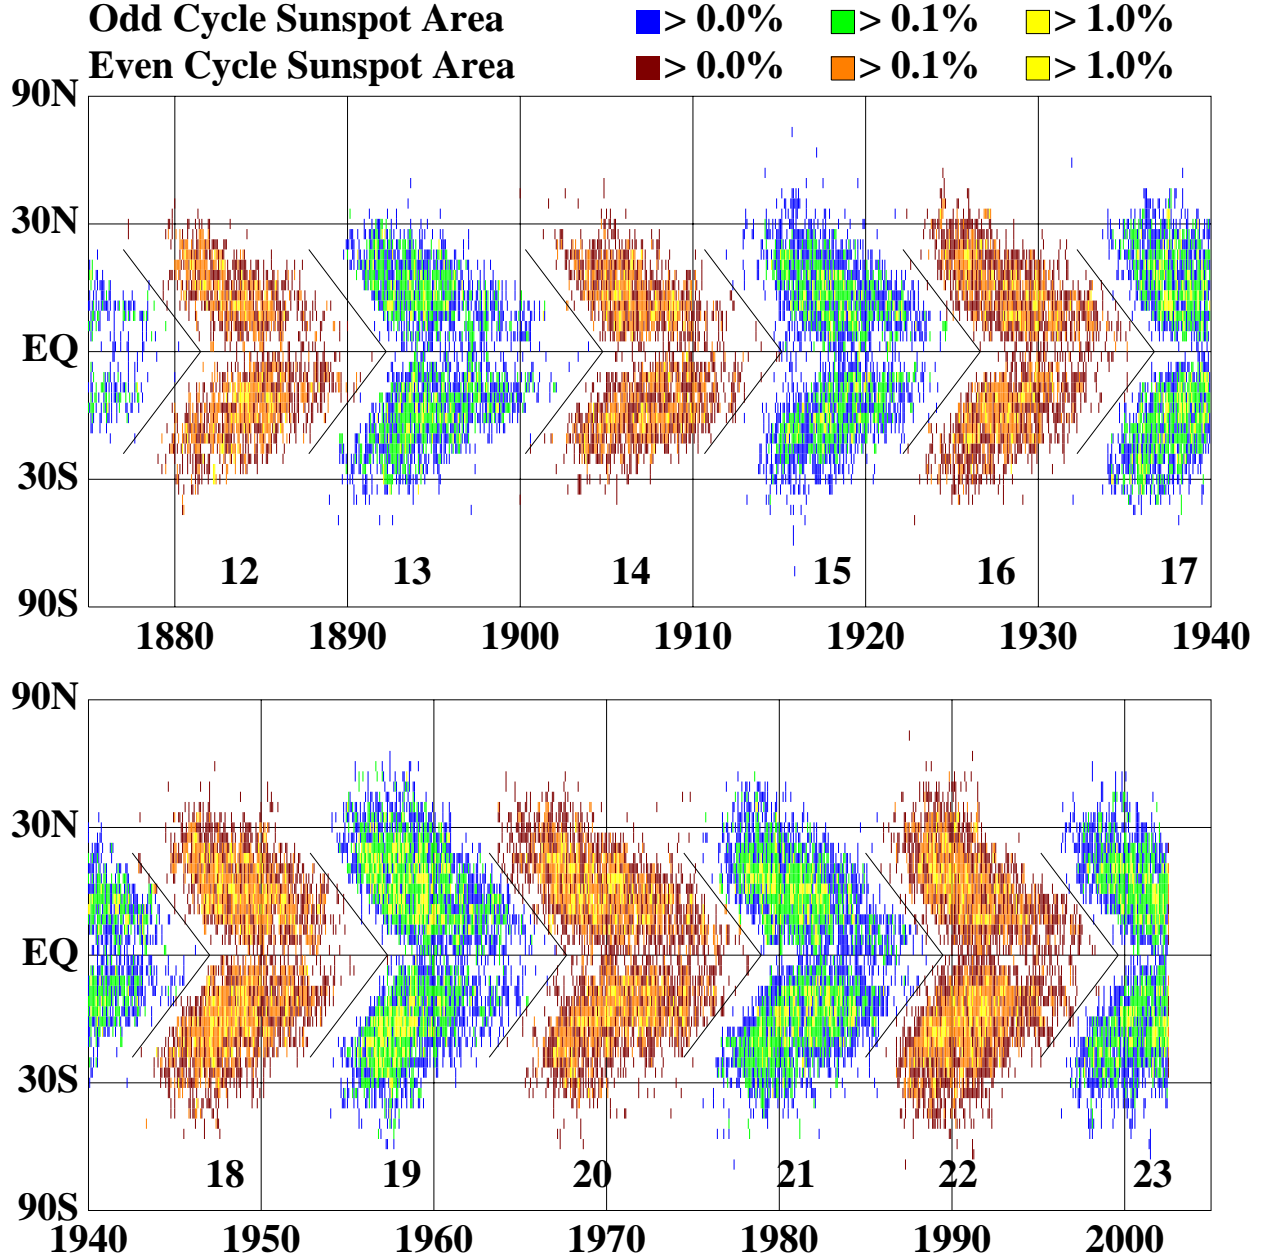 Odd Cycle Sunspot Area > 0.0% > 0.1% > 1.0%
Even Cycle Sunspot Area > 0.0% > 0.1% > 1.0%
90N
30N
EQ
30S
12 13 14 15 16 17
90S
1880 1890 1900 1910 1920 1930 1940
90N
30N
EQ
30S
18 19 20 21 22 23
90S
1940 1950 1960 1970 1980 1990 2000